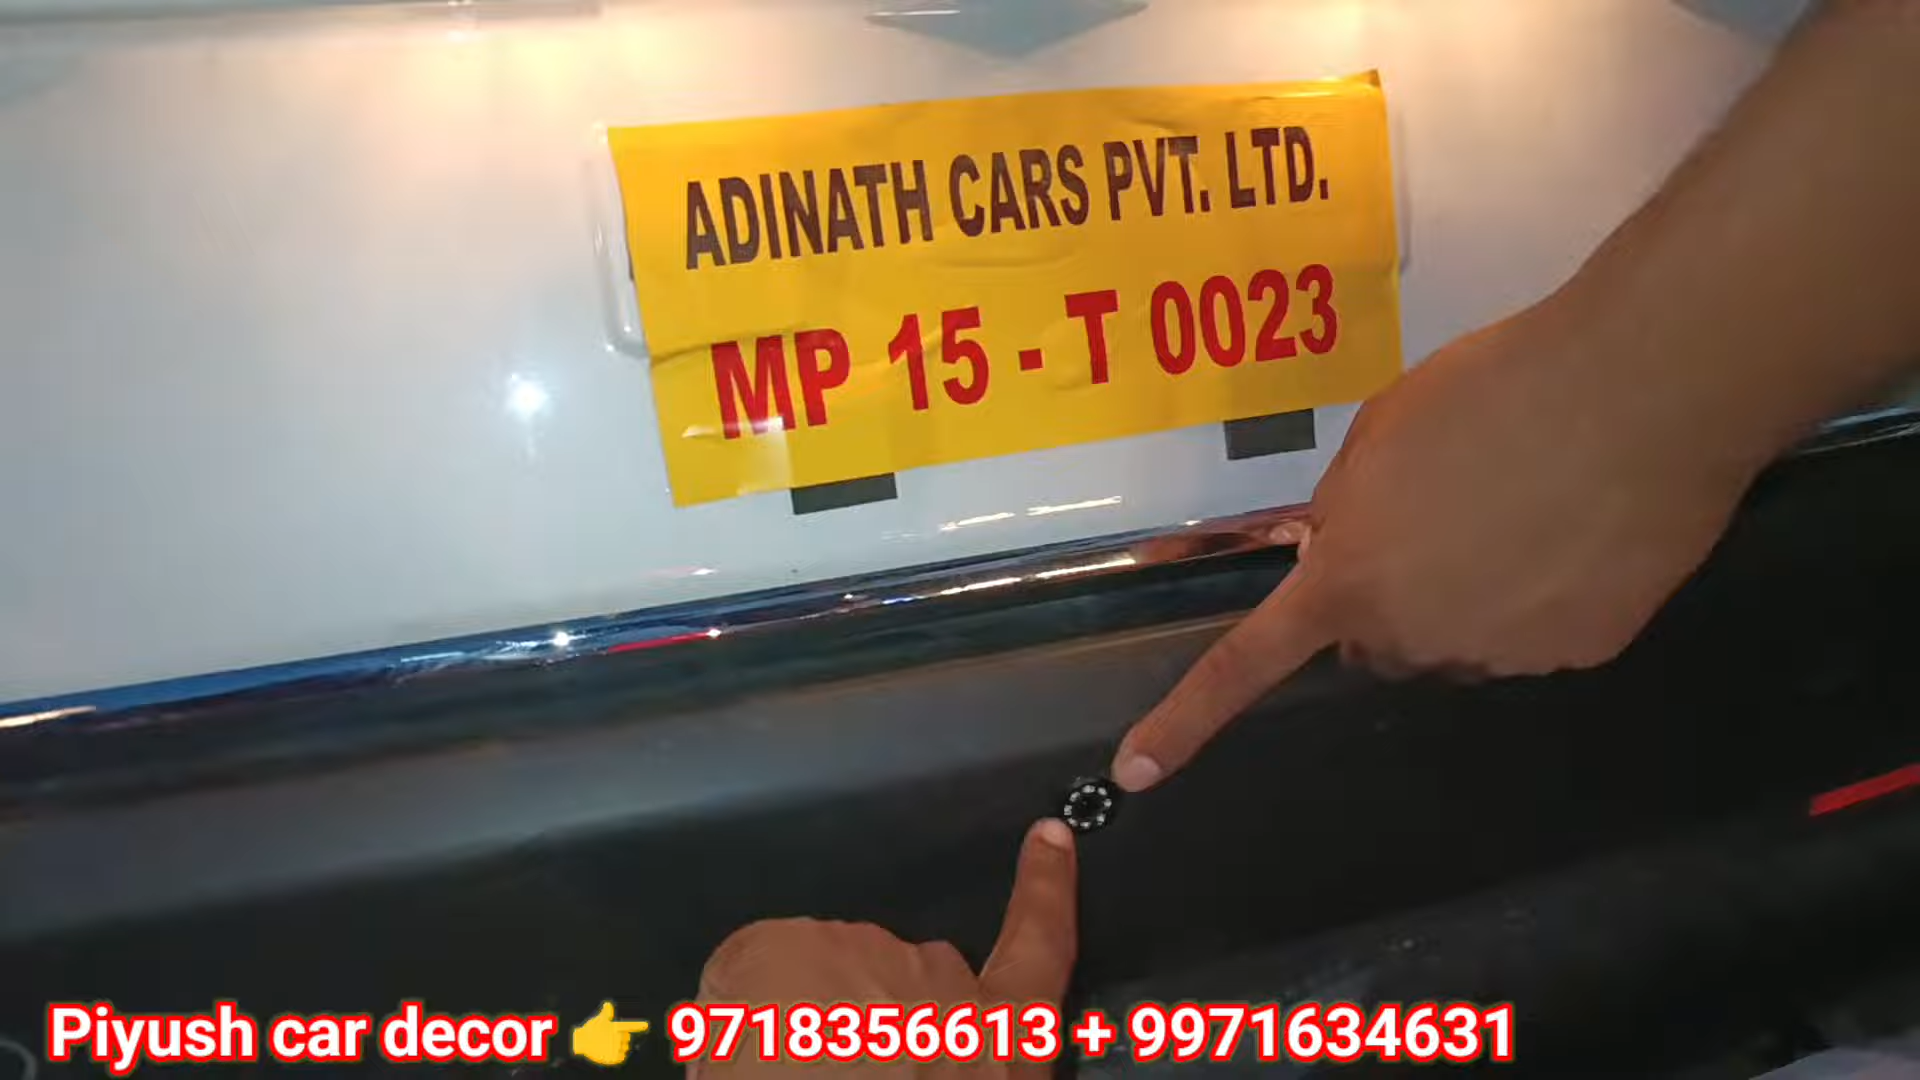 ADINATH CARS PVT. LTD.
MP 15 - T 0023
Piyush car decor 👉 9718356613 + 9971634631